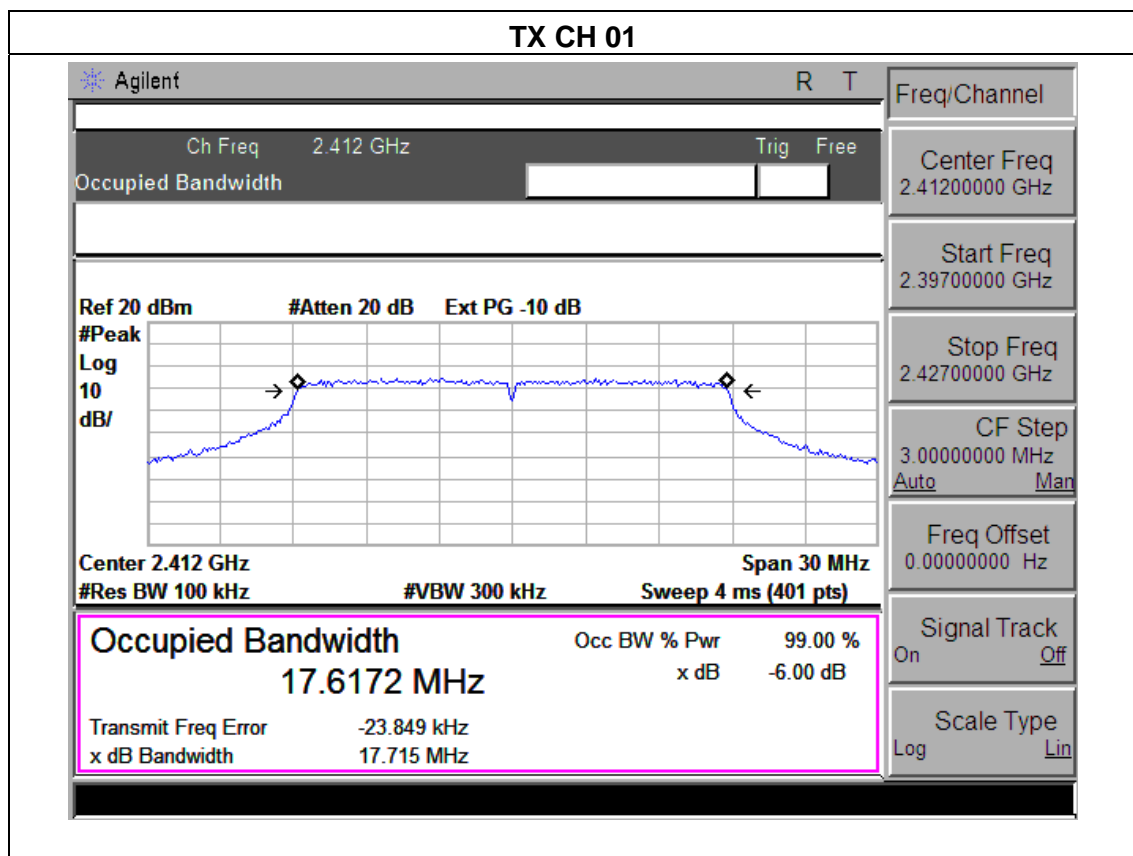 TX CH 01
Agilent R T
Freq/Channel
Ch Freq 2.412 GHz Trig Free
Occupied Bandwidth
Center Freq
2.41200000 GHz
Start Freq
2.39700000 GHz
Stop Freq
2.42700000 GHz
CF Step
3.00000000 MHz
Auto Man
Freq Offset
0.00000000 Hz
Signal Track
On Off
Scale Type
Log Lin
Ref 20 dBm #Atten 20 dB Ext PG -10 dB
#Peak
Log
10
dB/
Center 2.412 GHz Span 30 MHz
#Res BW 100 kHz #VBW 300 kHz Sweep 4 ms (401 pts)
Occupied Bandwidth Occ BW % Pwr 99.00 %
17.6172 MHz x dB -6.00 dB
Transmit Freq Error -23.849 kHz
x dB Bandwidth 17.715 MHz